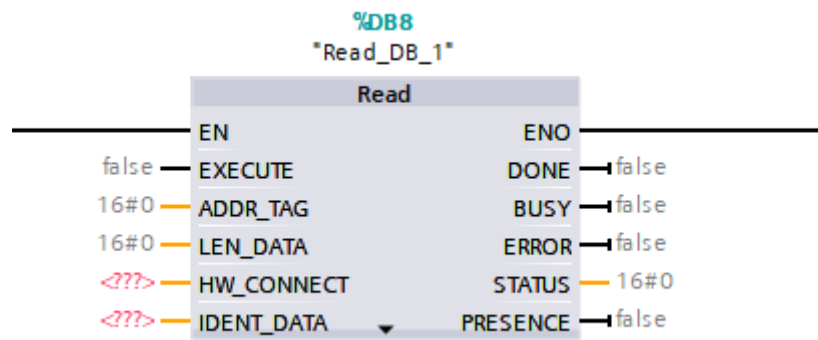 %DB8
"Read_DB_1"
Read
EN ENO
false EXECUTE DONE false
16#0 ADDR_TAG BUSY false
16#0 LEN_DATA ERROR false
<???> HW_CONNECT STATUS 16#0
<???> IDENT_DATA PRESENCE false